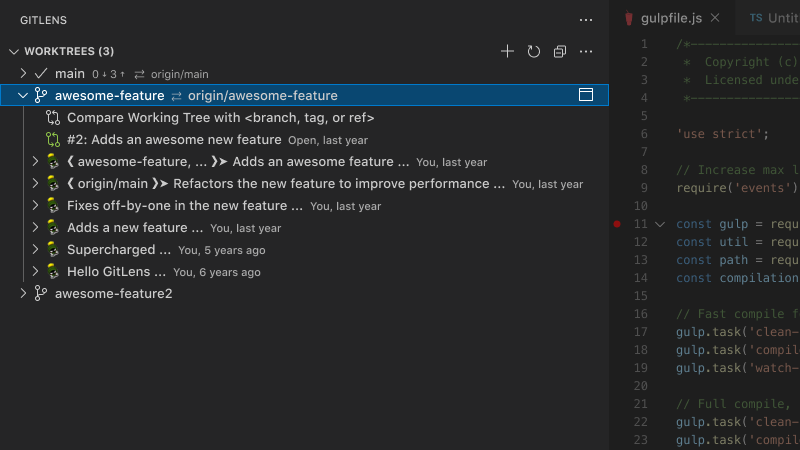 GITLENS
WORKTREES (3)
main 0↓3↑ ⇄ origin/main
awesome-feature ⇄ origin/awesome-feature
Compare Working Tree with <branch, tag, or ref>
#2: Adds an awesome new feature Open, last year
❮ awesome-feature, ... ❯➤ Adds an awesome feature ... You, last year
❮ origin/main ❯➤ Refactors the new feature to improve performance ... You, last year
Fixes off-by-one in the new feature ... You, last year
Adds a new feature ... You, last year
Supercharged ... You, 5 years ago
Hello GitLens ... You, 6 years ago
awesome-feature2
gulpfile.js
TS Untit
1 /*
2 * Copyright (c)
3 * Licensed unde
4 *
5
6 'use strict';
7
8 // Increase max l
9 require('events')
10
11 const gulp = requ
12 const util = requ
13 const path = requ
14 const compilation
15
16 // Fast compile f
17 gulp.task('clean-
18 gulp.task('compil
19 gulp.task('watch-
20
21 // Full compile,
22 gulp.task('clean-
23 gulp.task('compil